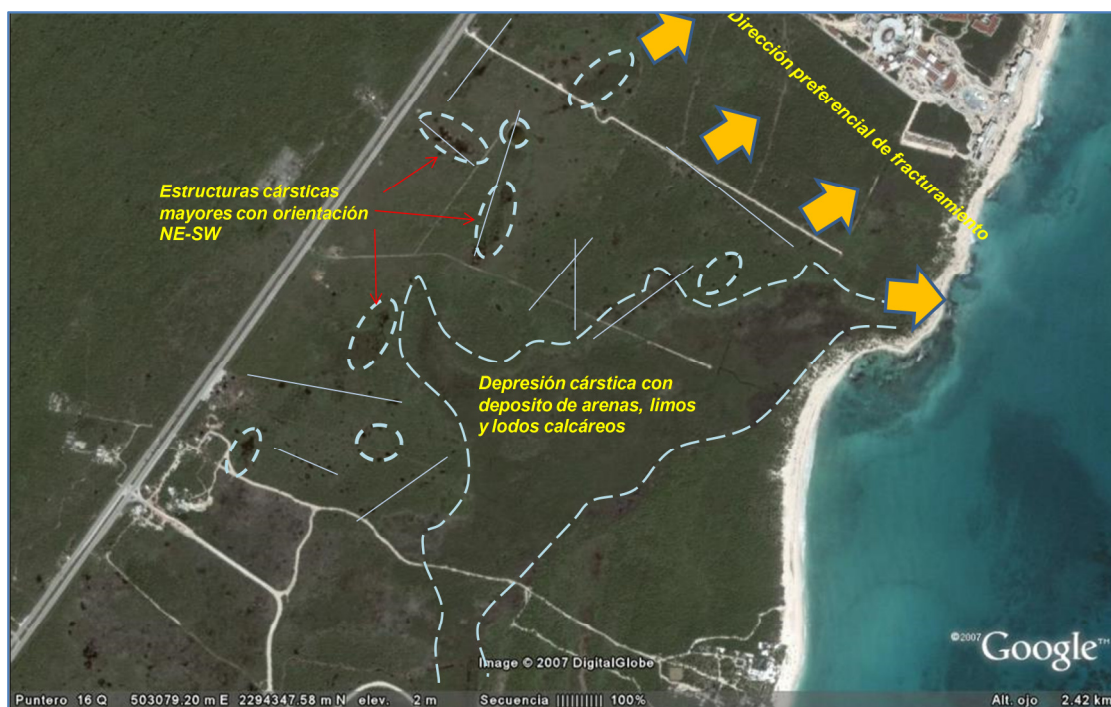 Dirección preferencial de fracturamiento
Estructuras cársticas
mayores con orientación
NE-SW
Depresión cárstica con
deposito de arenas, limos
y lodos calcáreos
©2007 Google™
Image © 2007 DigitalGlobe
Puntero 16 Q 503079.20 m E 2294347.58 m N elev. 2 m Secuencia |||||||||| 100% Alt. ojo 2.42 km